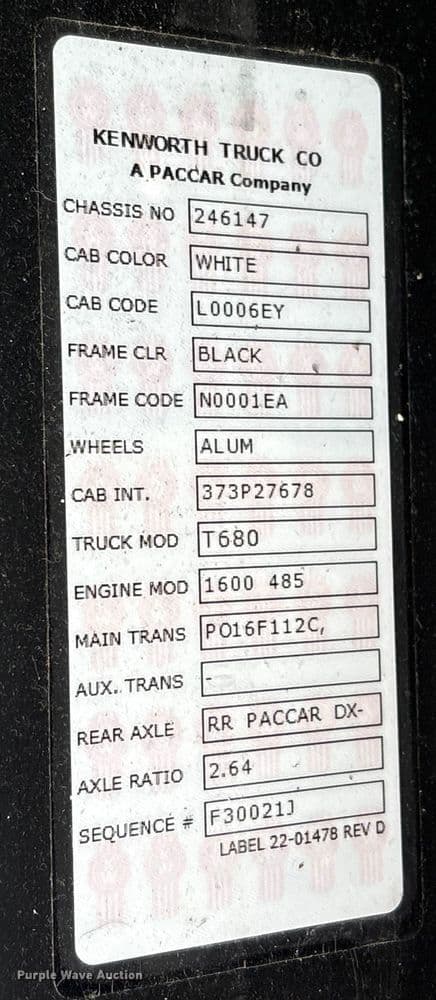 KENWORTH TRUCK CO
A PACCAR Company
CHASSIS NO 246147
CAB COLOR WHITE
CAB CODE L0006EY
FRAME CLR BLACK
FRAME CODE N0001EA
WHEELS ALUM
CAB INT. 373P27678
TRUCK MOD T680
ENGINE MOD 1600 485
MAIN TRANS PO16F112C,
AUX. TRANS -
REAR AXLE RR PACCAR DX-
AXLE RATIO 2.64
SEQUENCE # F30021J
LABEL 22-01478 REV D
Purple Wave Auction